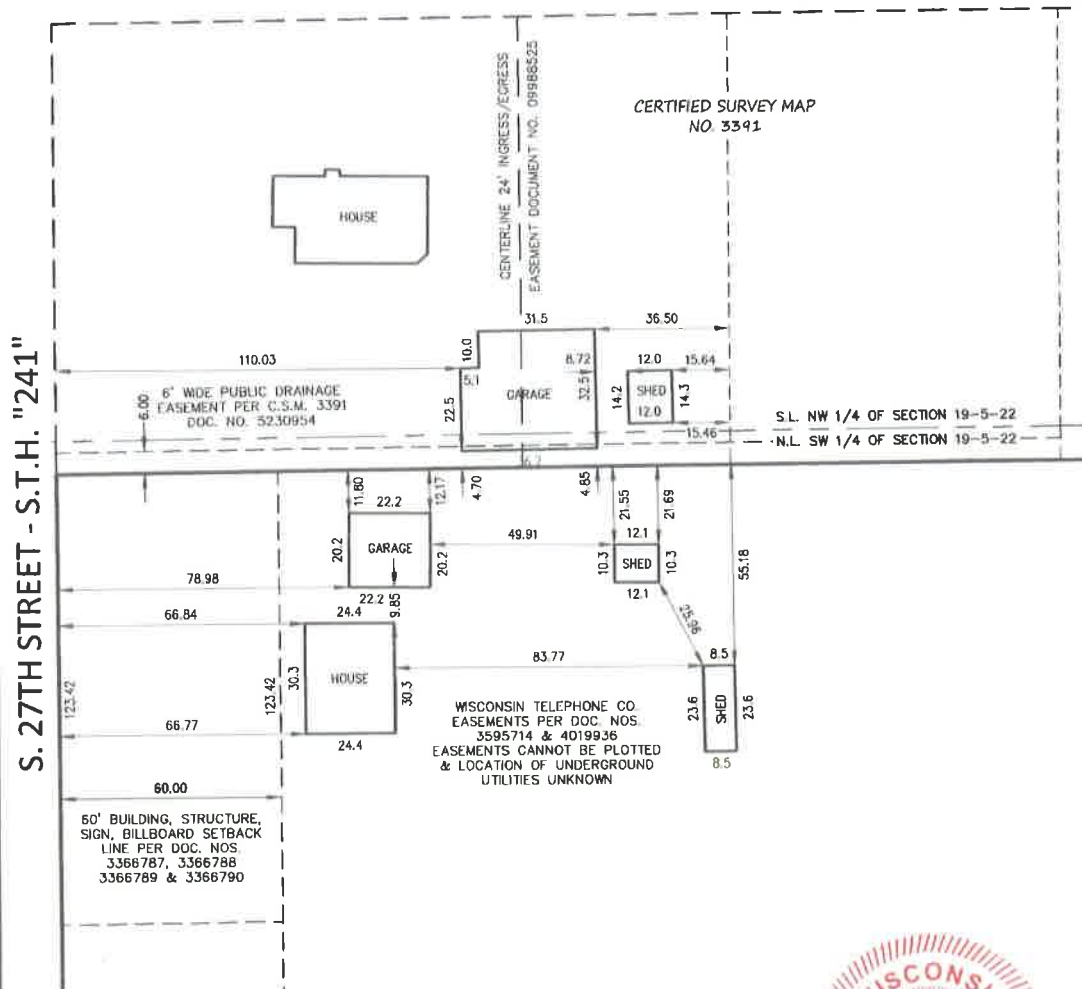 CENTERLINE 24' INGRESS/EGRESS
EASEMENT DOCUMENT NO. 09988525
CERTIFIED SURVEY MAP
NO. 3391
HOUSE
31.5
36.50
110.03
10.0
5.1
8.72
12.0
15.64
6' WIDE PUBLIC DRAINAGE
EASEMENT PER C.S.M. 3391
DOC. NO. 5230954
6.00
22.5
GARAGE
32.5
14.2
SHED
14.3
12.0
15.46
S.L. NW 1/4 OF SECTION 19-5-22
N.L. SW 1/4 OF SECTION 19-5-22
S. 27TH STREET - S.T.H. "241"
11.80
12.17
4.70
4.85
21.55
21.69
22.2
20.2
GARAGE
20.2
49.91
12.1
10.3
SHED
10.3
12.1
55.18
78.98
22.2
9.85
66.84
24.4
25.96
123.42
123.42
30.3
HOUSE
30.3
83.77
8.5
23.6
SHED
23.6
8.5
66.77
24.4
WISCONSIN TELEPHONE CO.
EASEMENTS PER DOC. NOS.
3595714 & 4019936
EASEMENTS CANNOT BE PLOTTED
& LOCATION OF UNDERGROUND
UTILITIES UNKNOWN
60.00
60' BUILDING, STRUCTURE,
SIGN, BILLBOARD SETBACK
LINE PER DOC. NOS.
3366787, 3366788
3366789 & 3366790